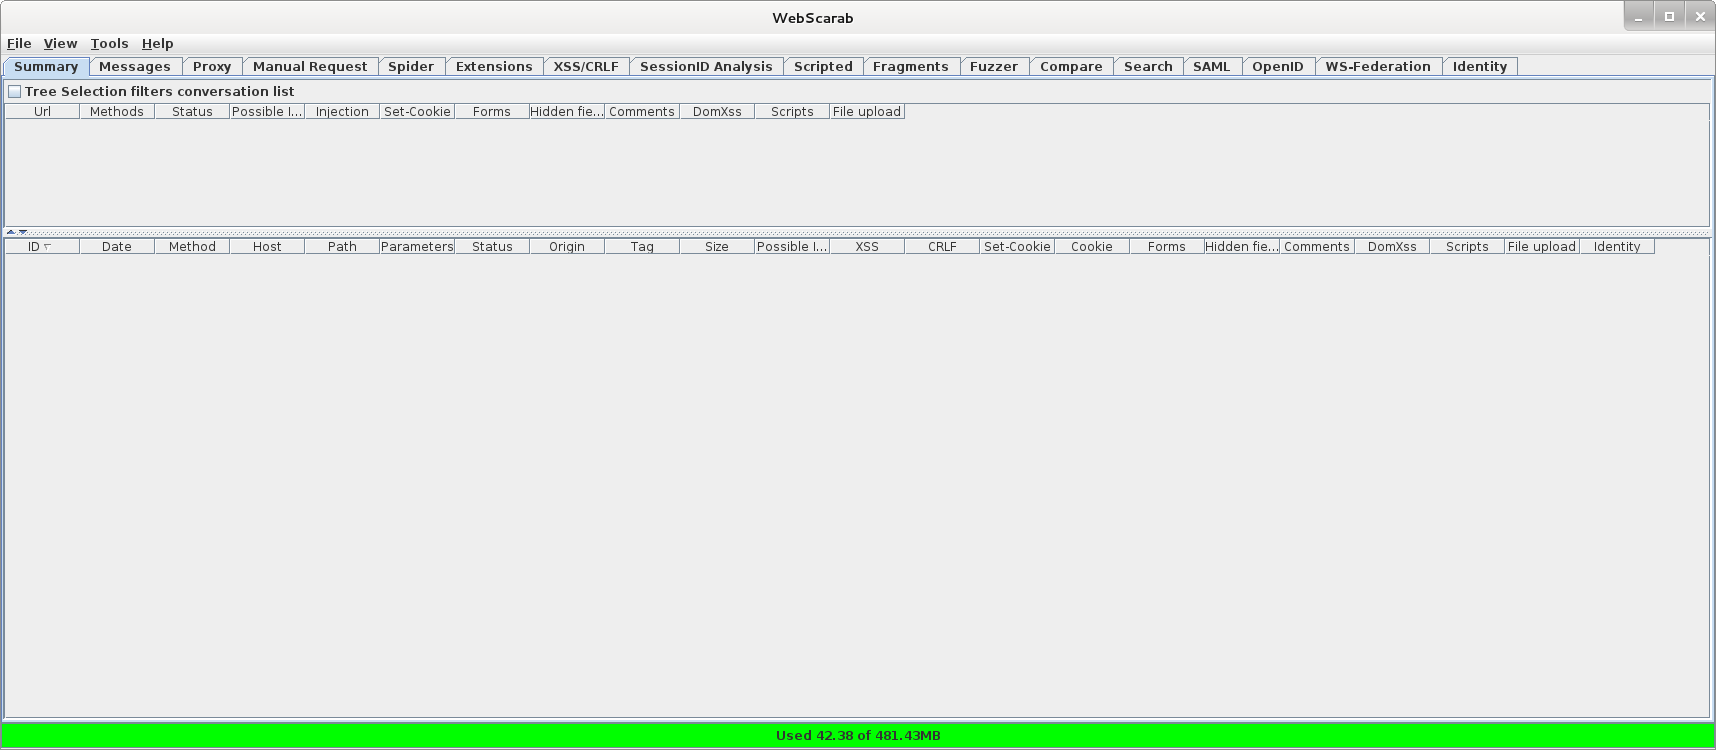 WebScarab
File View Tools Help
Summary Messages Proxy Manual Request Spider Extensions XSS/CRLF SessionID Analysis Scripted Fragments Fuzzer Compare Search SAML OpenID WS-Federation Identity
Tree Selection filters conversation list
Url Methods Status Possible I... Injection Set-Cookie Forms Hidden fie... Comments DomXss Scripts File upload
ID Date Method Host Path Parameters Status Origin Tag Size Possible I... XSS CRLF Set-Cookie Cookie Forms Hidden fie... Comments DomXss Scripts File upload Identity
Used 42.38 of 481.43MB